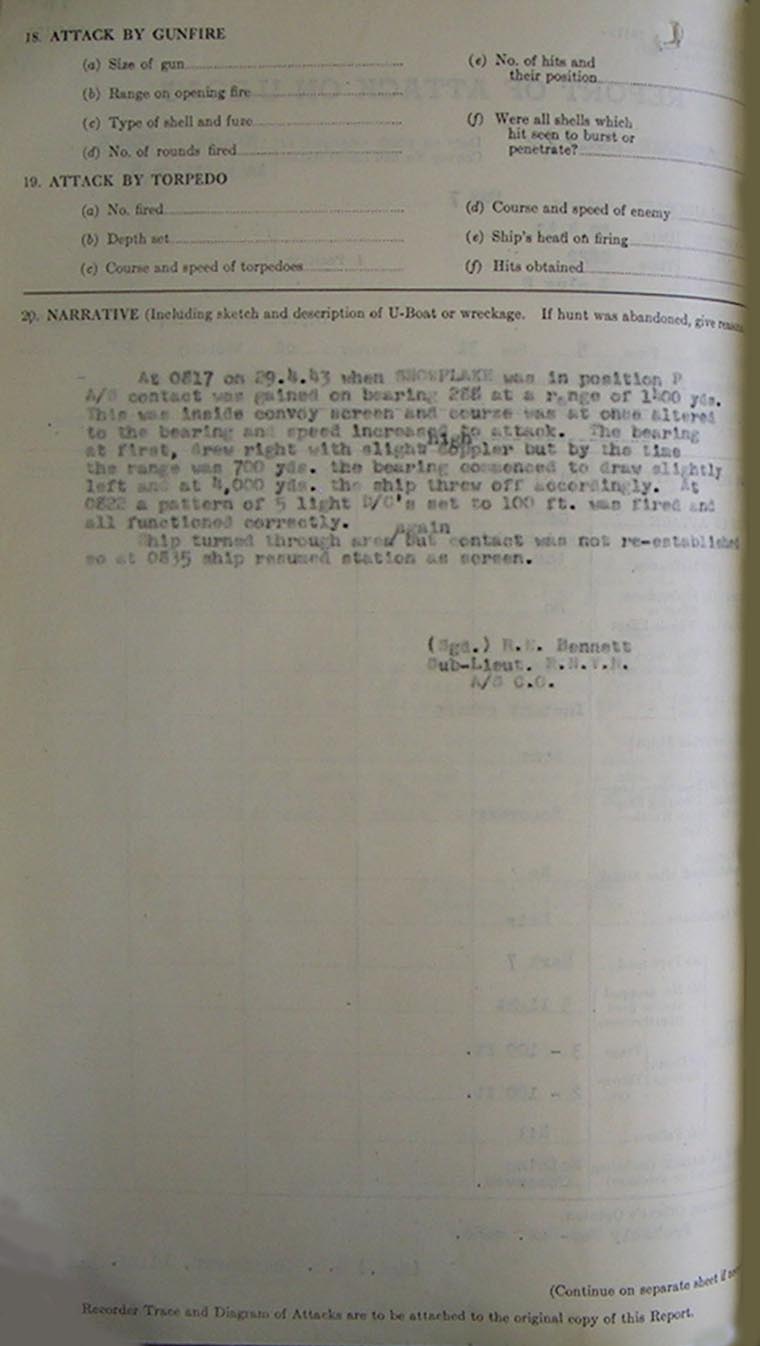 18. ATTACK BY GUNFIRE
(a) Size of gun
(b) Range on opening fire
(c) Type of shell and fuze
(d) No. of rounds fired
(e) No. of hits and
their position
(f) Were all shells which
hit seen to burst or
penetrate?
19. ATTACK BY TORPEDO
(a) No. fired
(b) Depth set
(c) Course and speed of torpedoes
(d) Course and speed of enemy
(e) Ship's head on firing
(f) Hits obtained
20. NARRATIVE (Including sketch and description of U-Boat or wreckage. If hunt was abandoned, give
At 0817 on 29.4.43 when SNOWFLAKE was in position P
A/S contact was gained on bearing at a range of yds.
This was inside convoy screen and course was at once altered
to the bearing and speed increased to attack. The bearing
at first, drew right with slight high doppler but by the time
the range was 700 yds. the bearing commenced to draw slightly
left and at 4,000 yds. the ship threw off accordingly. At
0822 a pattern of 5 light D/C's set to 100 ft. was fired and
all functioned correctly.
Ship turned through area again but contact was not re-established
so at 0835 ship resumed station as screen.
(Sgd.) Bennett
Sub-Lieut. R.N.V.R.
A/S C.O.
(Continue on separate sheet if
Recorder Trace and Diagram of Attacks are to be attached to the original copy of this Report.